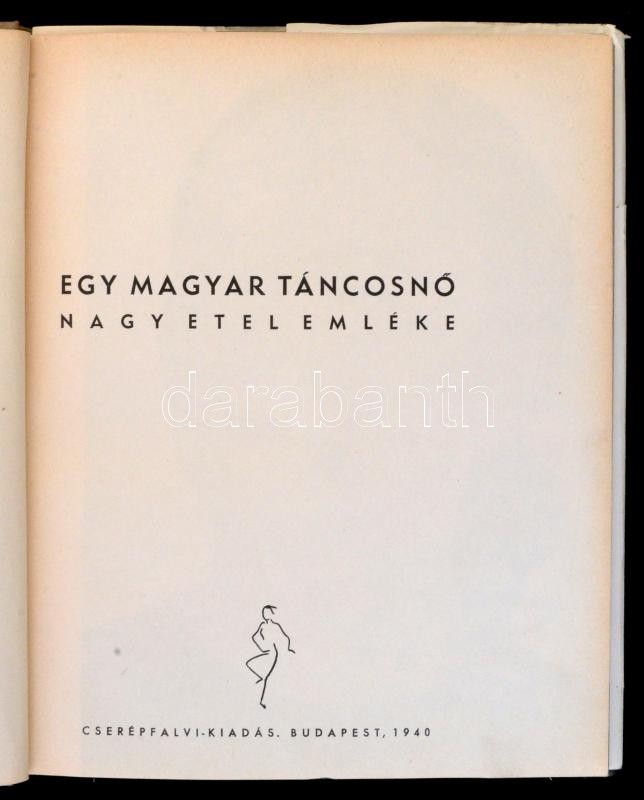 EGY MAGYAR TÁNCOSNŐ
NAGY ETEL EMLÉKE
darabanth
CSERÉPFALVI-KIADÁS. BUDAPEST, 1940